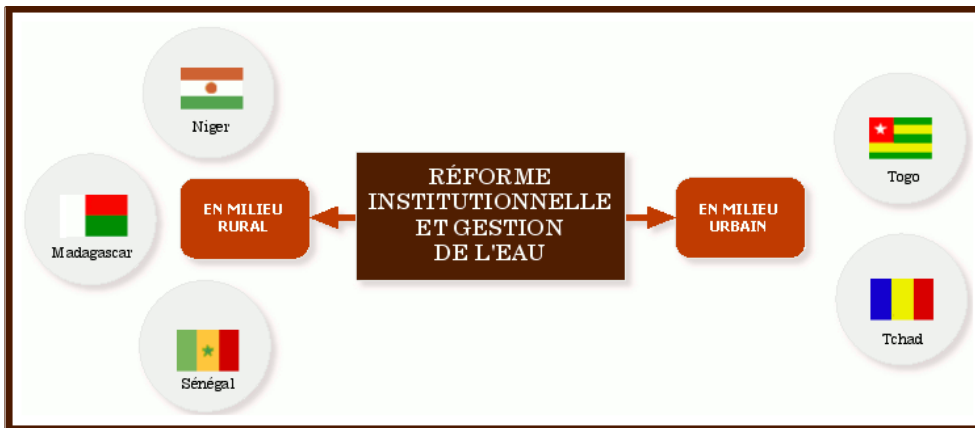 Niger
Madagascar
Sénégal
EN MILIEU
RURAL
RÉFORME
INSTITUTIONNELLE
ET GESTION
DE L'EAU
EN MILIEU
URBAIN
Togo
Tchad